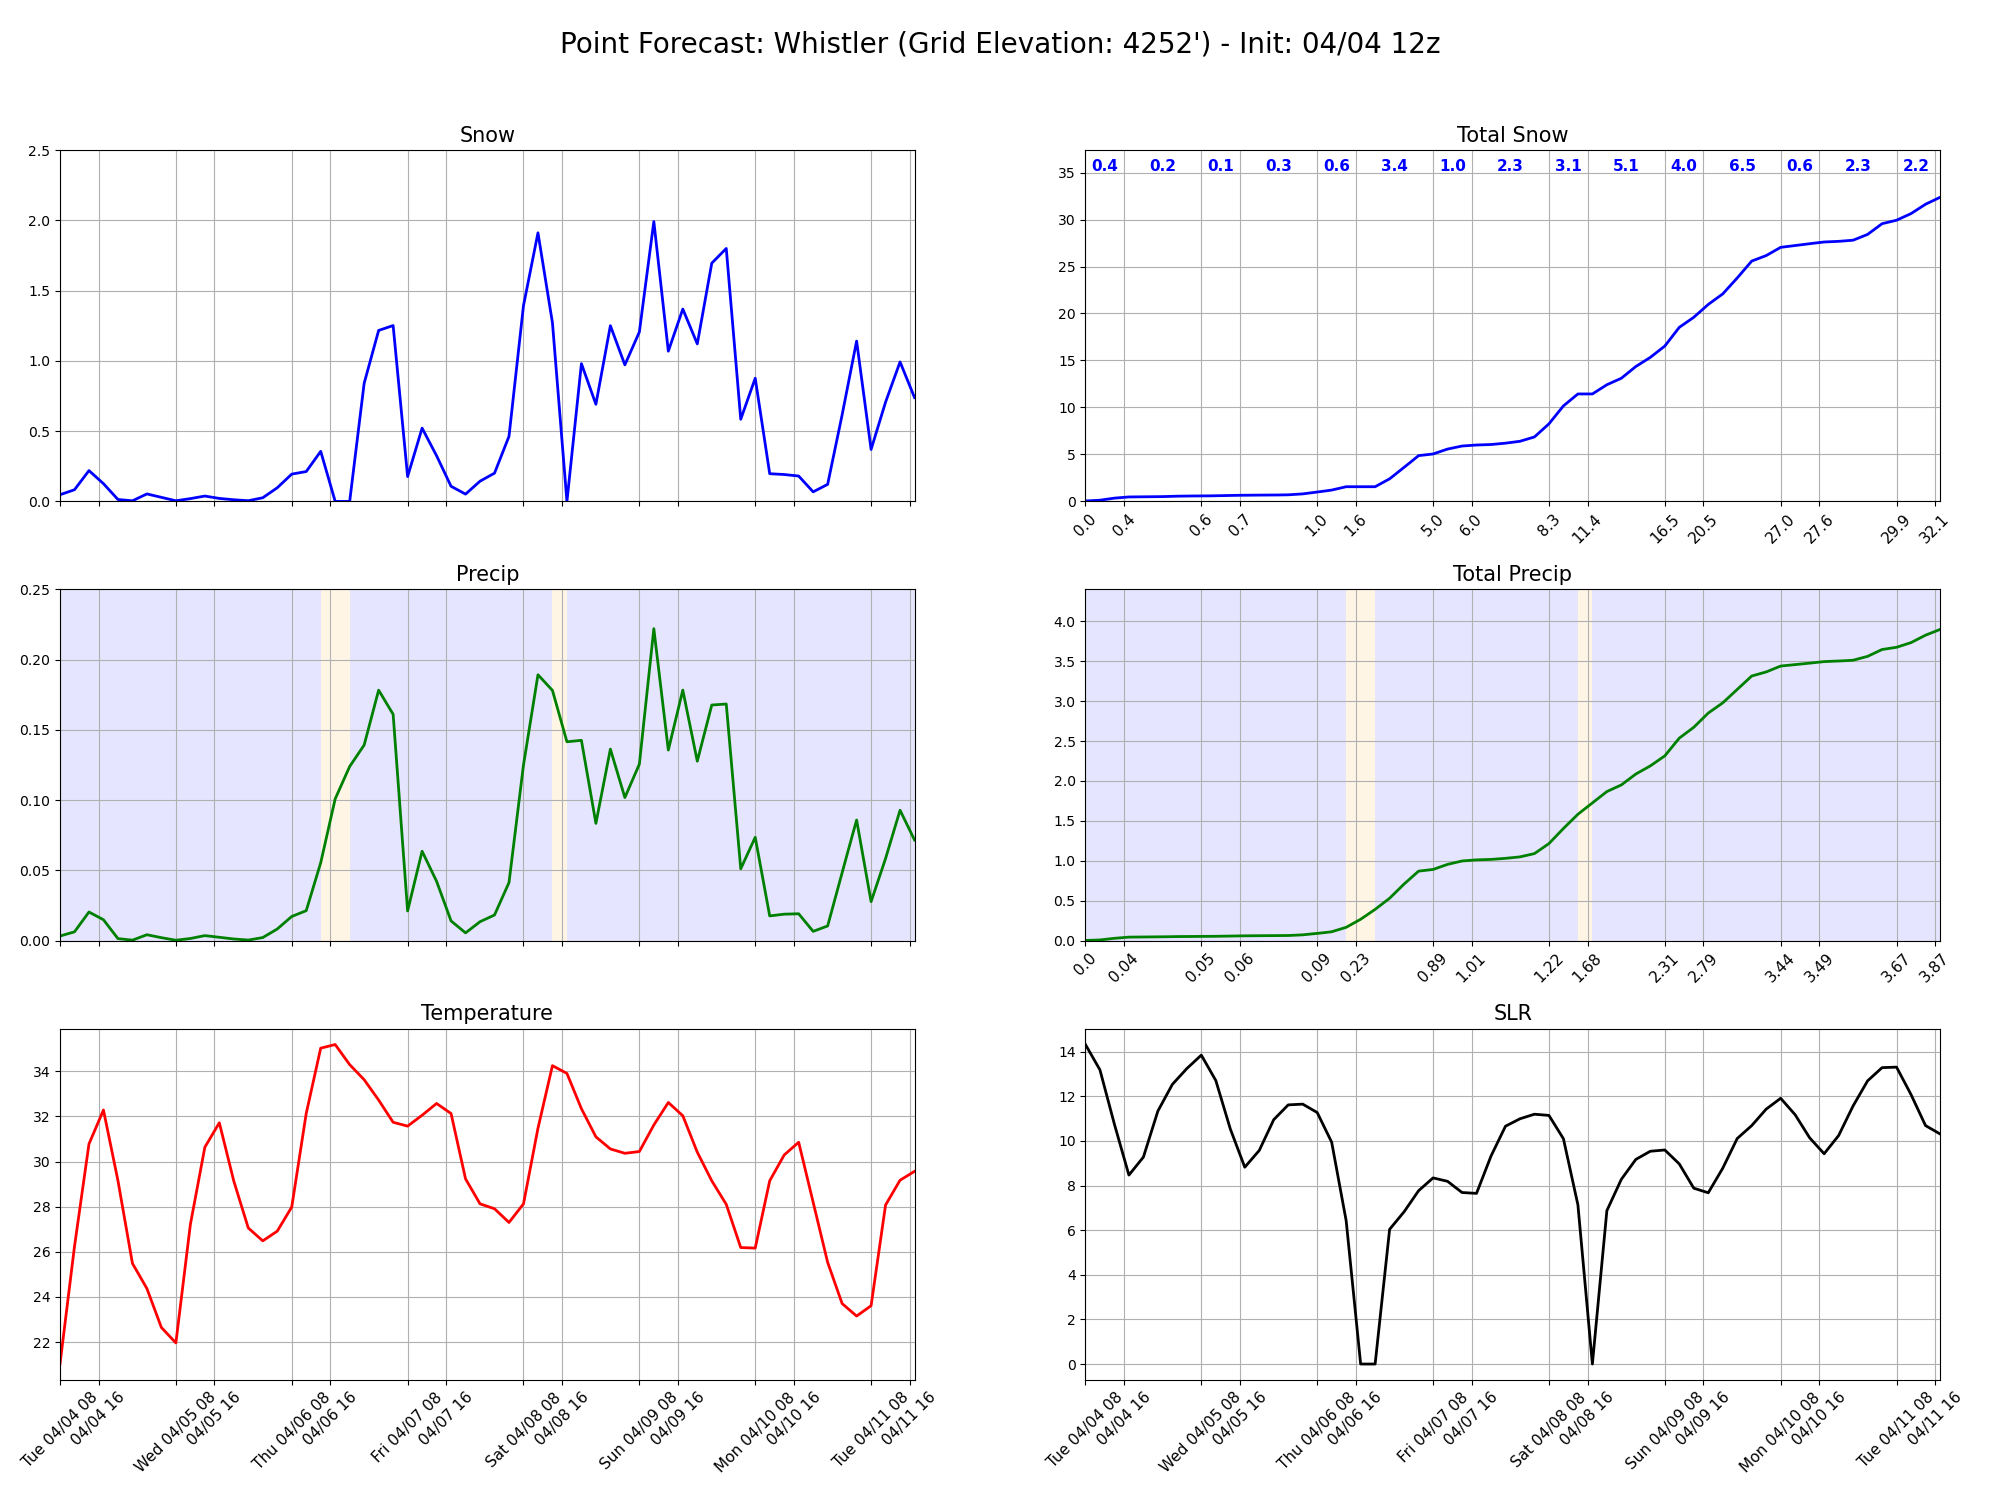 Point Forecast: Whistler (Grid Elevation: 4252') - Init: 04/04 12z
Snow
2.5
2.0
1.5
1.0
0.5
0.0
Total Snow
0.4 0.2 0.1 0.3 0.6 3.4 1.0 2.3 3.1 5.1 4.0 6.5 0.6 2.3 2.2
35
30
25
20
15
10
5
0
0.0 0.4 0.6 0.7 1.0 1.6 5.0 6.0 8.3 11.4 16.5 20.5 27.0 27.6 29.9 32.1
Precip
0.25
0.20
0.15
0.10
0.05
0.00
Total Precip
4.0
3.5
3.0
2.5
2.0
1.5
1.0
0.5
0.0
0.0 0.04 0.05 0.06 0.09 0.23 0.89 1.01 1.22 1.68 2.31 2.79 3.44 3.49 3.67 3.87
Temperature
34
32
30
28
26
24
22
Tue 04/04 08
04/04 16
Wed 04/05 08
04/05 16
Thu 04/06 08
04/06 16
Fri 04/07 08
04/07 16
Sat 04/08 08
04/08 16
Sun 04/09 08
04/09 16
Mon 04/10 08
04/10 16
Tue 04/11 08
04/11 16
SLR
14
12
10
8
6
4
2
0
Tue 04/04 08
04/04 16
Wed 04/05 08
04/05 16
Thu 04/06 08
04/06 16
Fri 04/07 08
04/07 16
Sat 04/08 08
04/08 16
Sun 04/09 08
04/09 16
Mon 04/10 08
04/10 16
Tue 04/11 08
04/11 16